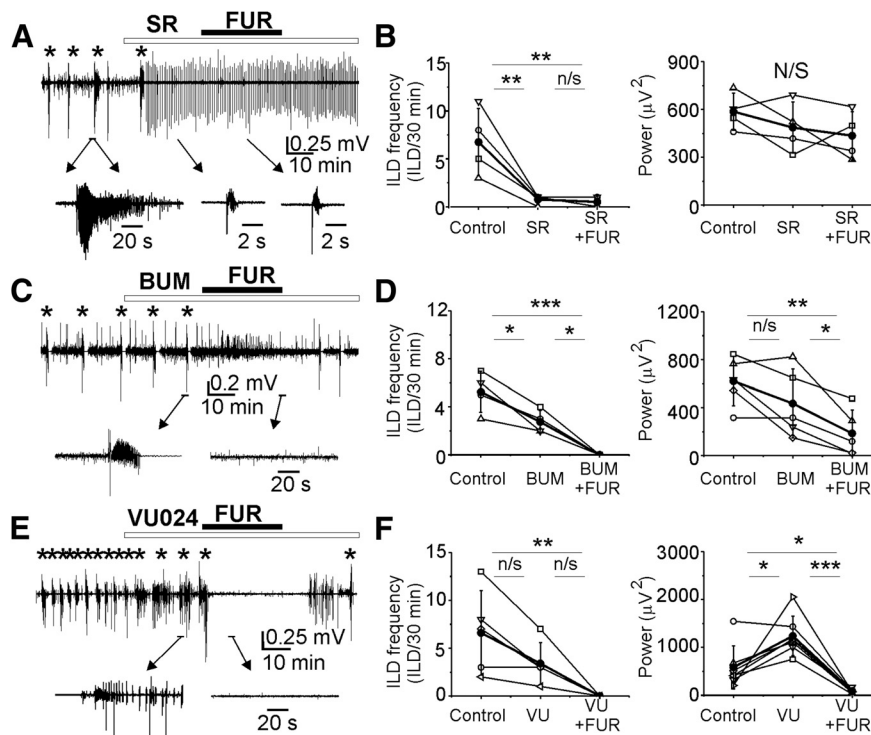 A
SR
FUR
* * * *
0.25 mV
10 min
20 s
2 s
2 s
B
ILD frequency
(ILD/30 min)
15
10
5
0
**
**
n/s
Control
SR
SR
+FUR
Power (µV2)
900
600
300
0
N/S
Control
SR
SR
+FUR
C
BUM
FUR
* * * * *
0.2 mV
10 min
20 s
D
ILD frequency
(ILD/30 min)
12
8
4
0
***
*
*
Control
BUM
BUM
+FUR
Power (µV2)
1200
800
400
0
**
n/s
*
Control
BUM
BUM
+FUR
E
VU024
FUR
0.25 mV
10 min
20 s
F
ILD frequency
(ILD/30 min)
15
10
5
0
**
n/s
n/s
Control
VU
VU
+FUR
Power (µV2)
3000
2000
1000
0
*
*
***
Control
VU
VU
+FUR